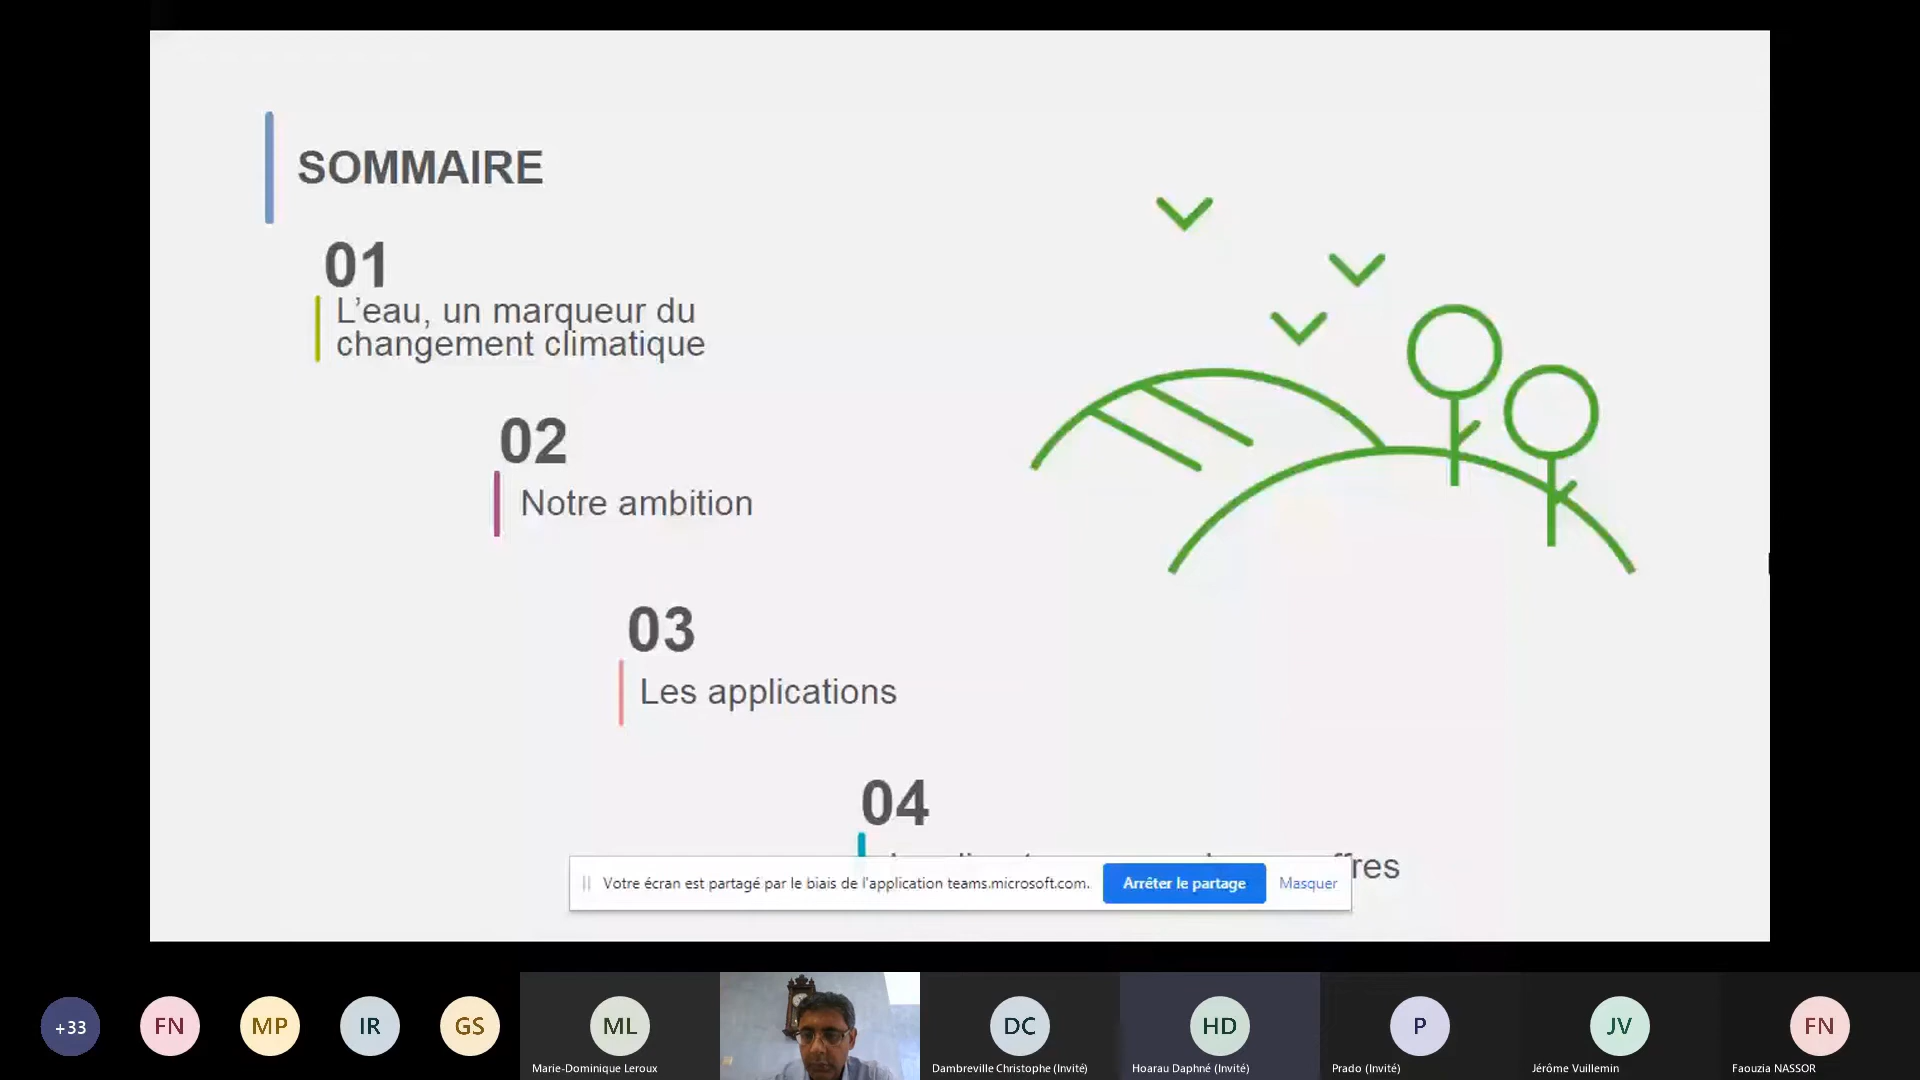 SOMMAIRE
01
L’eau, un marqueur du
changement climatique
02
Notre ambition
03
Les applications
04
Votre écran est partagé par le biais de l'application teams.microsoft.com.
Arrêter le partage
Masquer
+33
FN
MP
IR
GS
ML
DC
HD
P
JV
FN
Marie-Dominique Leroux
Dambreville Christophe (Invité)
Hoarau Daphné (Invité)
Prado (Invité)
Jérôme Vuillemin
Faouzia NASSOR